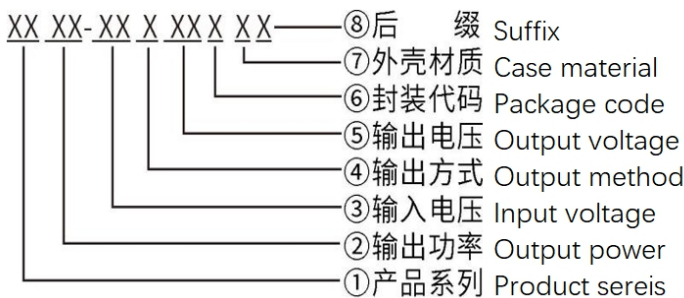 XX XX-XX X XX X X X
⑧后 缀 Suffix
⑦外壳材质 Case material
⑥封装代码 Package code
⑤输出电压 Output voltage
④输出方式 Output method
③输入电压 Input voltage
②输出功率 Output power
①产品系列 Product sereis